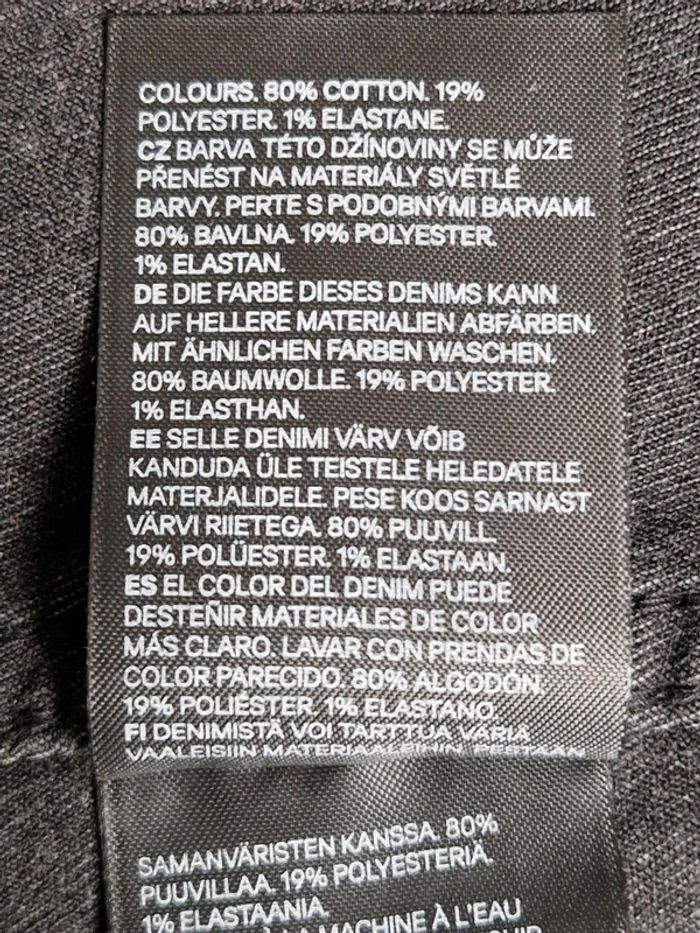 COLOURS. 80% COTTON. 19%
POLYESTER. 1% ELASTANE.
CZ BARVA TÉTO DŽÍNOVINY SE MŮŽE
PŘENÉST NA MATERIÁLY SVĚTLÉ
BARVY. PERTE S PODOBNÝMI BARVAMI.
80% BAVLNA. 19% POLYESTER.
1% ELASTAN.
DE DIE FARBE DIESES DENIMS KANN
AUF HELLERE MATERIALIEN ABFÄRBEN.
MIT ÄHNLICHEN FARBEN WASCHEN.
80% BAUMWOLLE. 19% POLYESTER.
1% ELASTHAN.
EE SELLE DENIMI VÄRV VÕIB
KANDUDA ÜLE TEISTELE HELEDATELE
MATERJALIDELE. PESE KOOS SARNAST
VÄRVI RIIETEGA. 80% PUUVILL.
19% POLÜESTER. 1% ELASTAAN.
ES EL COLOR DEL DENIM PUEDE
DESTEÑIR MATERIALES DE COLOR
MÁS CLARO. LAVAR CON PRENDAS DE
COLOR PARECIDO. 80% ALGODÓN.
19% POLIÉSTER. 1% ELASTANO.
FI DENIMISTÄ VOI TARTTUA VÄRIÄ
VAALEISIIN MATERIAALEIHIN. PESTÄÄN
SAMANVÄRISTEN KANSSA. 80%
PUUVILLAA. 19% POLYESTERIÄ.
1% ELASTAANIA.
À LA MACHINE À L'EAU